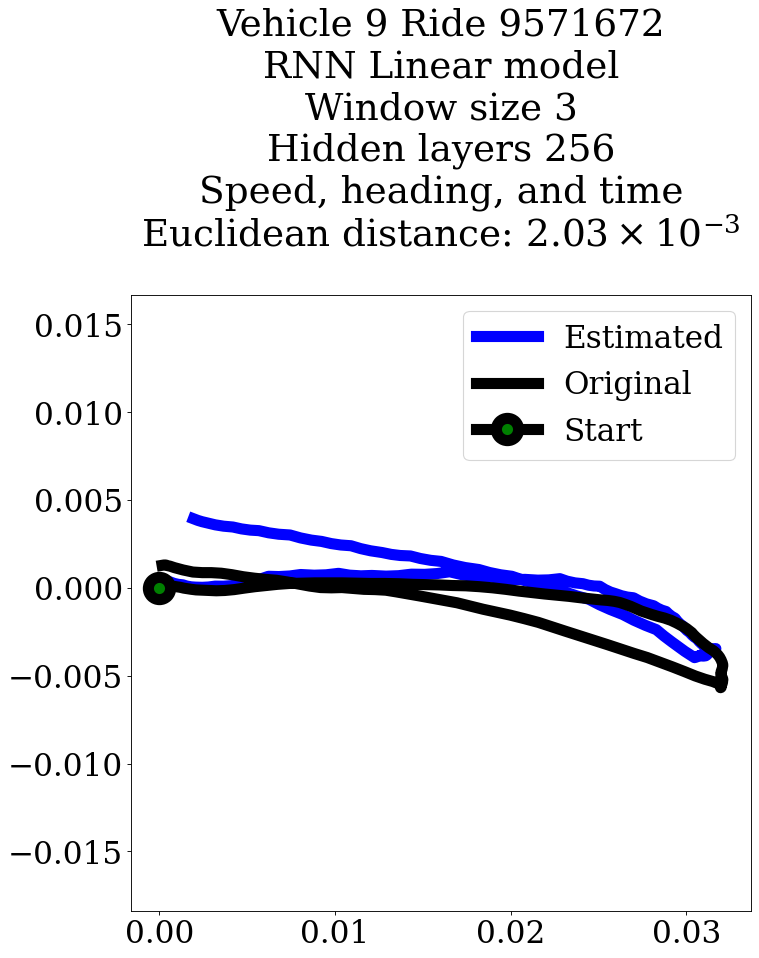 Vehicle 9 Ride 9571672
RNN Linear model
Window size 3
Hidden layers 256
Speed, heading, and time
Euclidean distance: 2.03 × 10⁻³
Estimated
Original
Start
0.015
0.010
0.005
0.000
−0.005
−0.010
−0.015
0.00 0.01 0.02 0.03